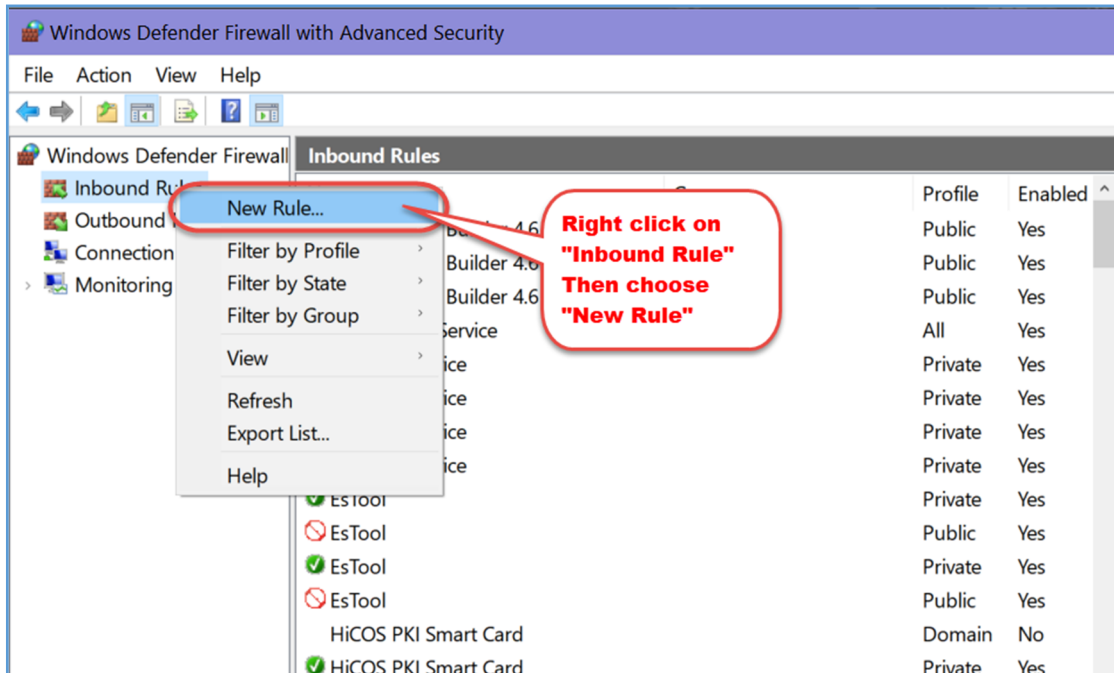 Windows Defender Firewall with Advanced Security
File Action View Help
Windows Defender Firewall
Inbound Rules
Inbound
Outbound
Connection
Monitoring
New Rule...
Filter by Profile
Filter by State
Filter by Group
View
Refresh
Export List...
Help
Right click on
"Inbound Rule"
Then choose
"New Rule"
Profile Enabled
Builder 4.6 Public Yes
Builder 4.6 Public Yes
Builder 4.6 Public Yes
Service All Yes
ice Private Yes
ice Private Yes
ice Private Yes
ice Private Yes
EsTool Private Yes
EsTool Public Yes
EsTool Private Yes
EsTool Public Yes
HiCOS PKI Smart Card Domain No
HiCOS PKI Smart Card Private Yes